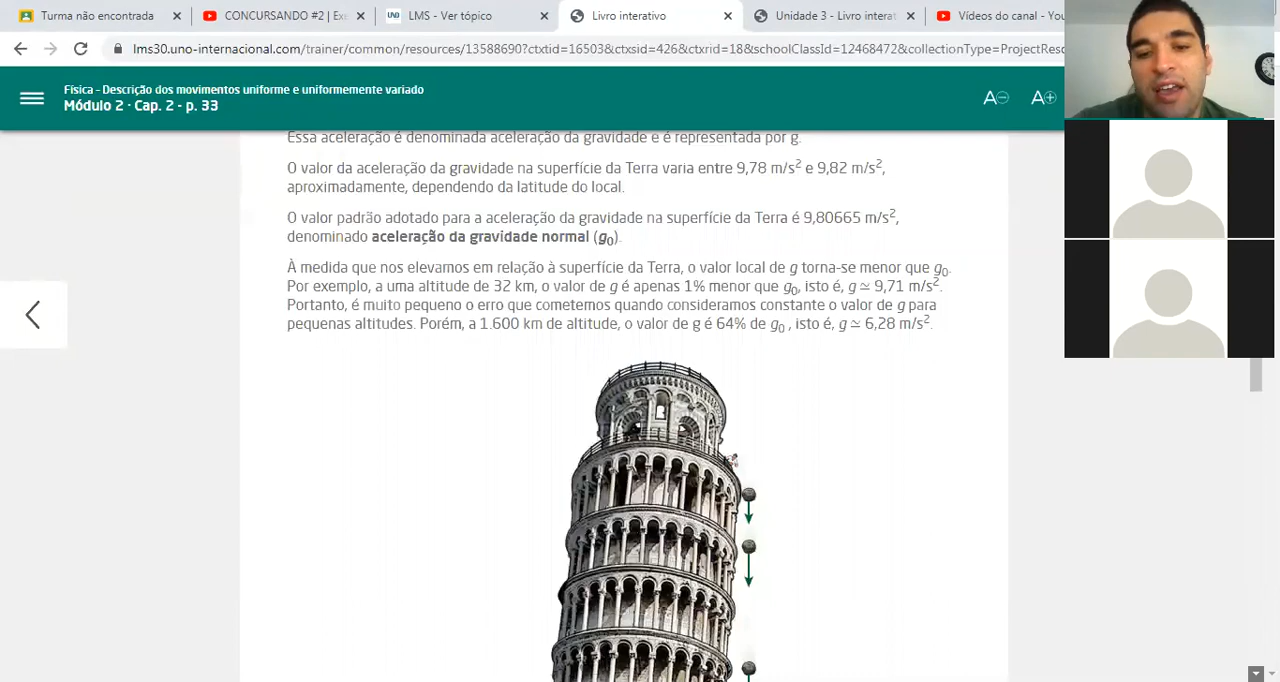 Turma não encontrada
CONCURSANDO #2 | Exe
LMS - Ver tópico
Livro interativo
Unidade 3 - Livro interat
Vídeos do canal - You
lms30.uno-internacional.com/trainer/common/resources/13588690?ctxtid=16503&ctxsid=426&ctxrid=18&schoolClassId=12468472&collectionType=ProjectReso
Física - Descrição dos movimentos uniforme e uniformemente variado
Módulo 2 · Cap. 2 - p. 33
A A
Essa aceleração é denominada aceleração da gravidade e é representada por g.
O valor da aceleração da gravidade na superfície da Terra varia entre 9,78 m/s² e 9,82 m/s²,
aproximadamente, dependendo da latitude do local.
O valor padrão adotado para a aceleração da gravidade na superfície da Terra é 9,80665 m/s²,
denominado aceleração da gravidade normal (g₀).
À medida que nos elevamos em relação à superfície da Terra, o valor local de g torna-se menor que g₀.
Por exemplo, a uma altitude de 32 km, o valor de g é apenas 1% menor que g₀, isto é, g ≃ 9,71 m/s².
Portanto, é muito pequeno o erro que cometemos quando consideramos constante o valor de g para
pequenas altitudes. Porém, a 1.600 km de altitude, o valor de g é 64% de g₀ , isto é, g ≃ 6,28 m/s².